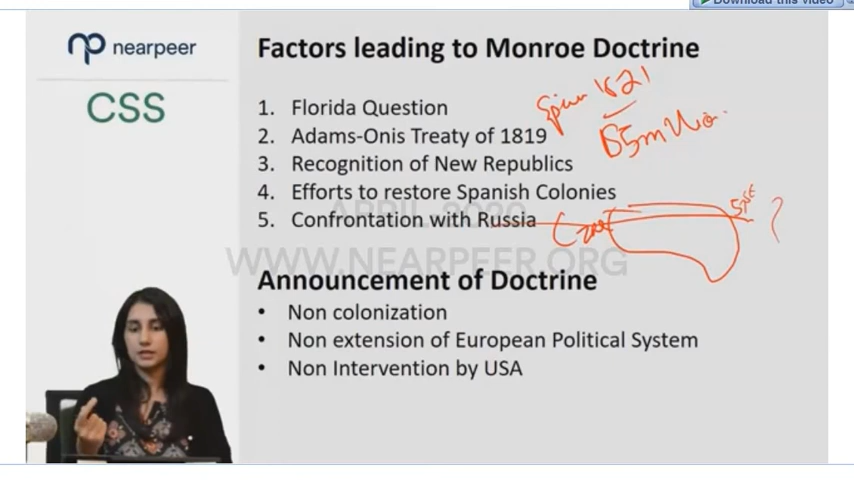 Download this video
nearpeer
CSS
Factors leading to Monroe Doctrine
1. Florida Question
2. Adams-Onis Treaty of 1819
3. Recognition of New Republics
4. Efforts to restore Spanish Colonies
5. Confrontation with Russia
1821
APRIL 2020
WWW.NEARPEER.ORG
Announcement of Doctrine
• Non colonization
• Non extension of European Political System
• Non Intervention by USA